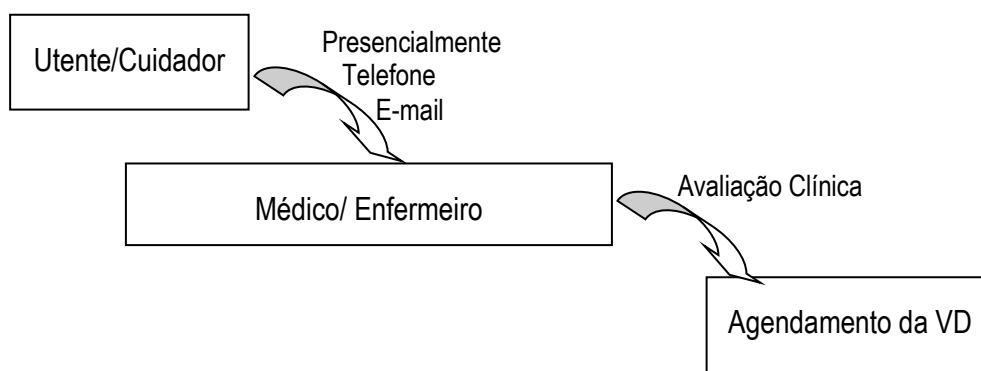 Utente/Cuidador
Presencialmente
Telefone
E-mail
Médico/ Enfermeiro
Avaliação Clínica
Agendamento da VD